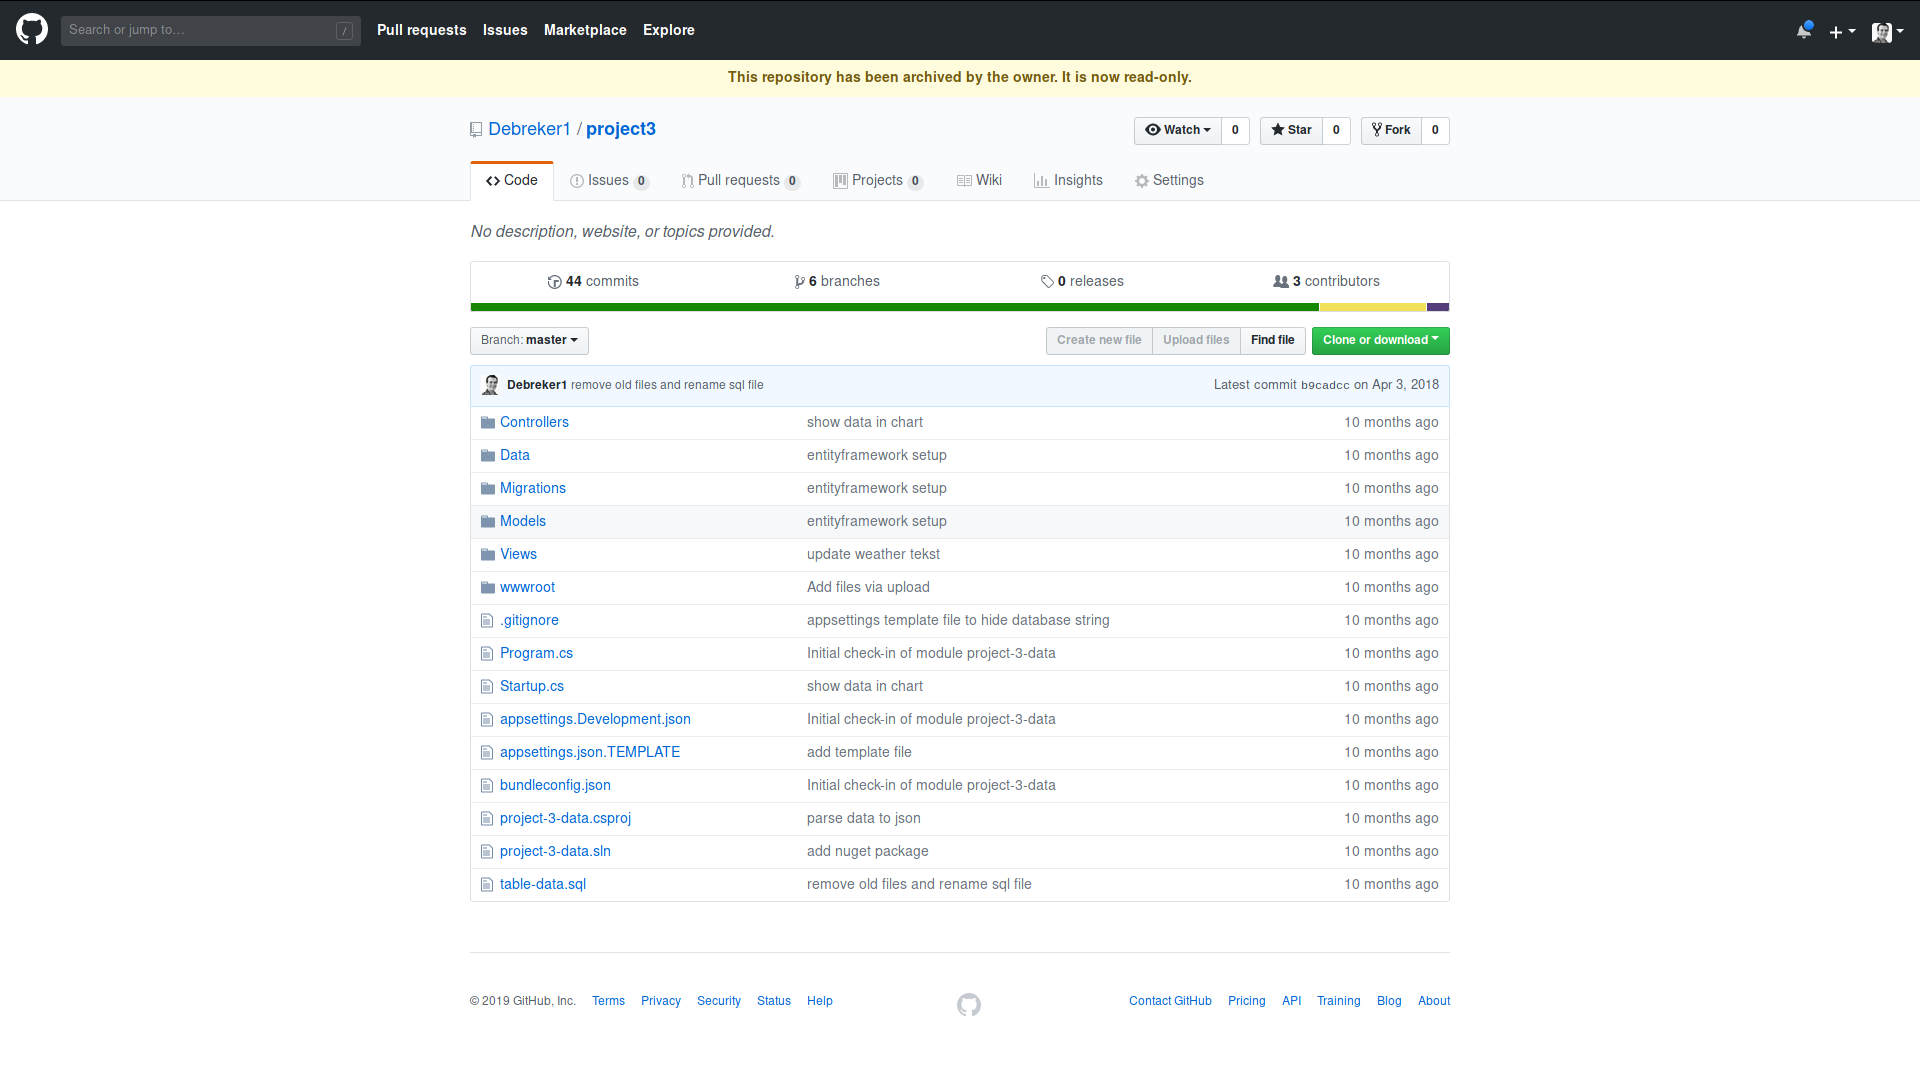 Search or jump to... /
Pull requests Issues Marketplace Explore
This repository has been archived by the owner. It is now read-only.
Debreker1 / project3
Watch 0 Star 0 Fork 0
Code Issues 0 Pull requests 0 Projects 0 Wiki Insights Settings
No description, website, or topics provided.
44 commits 6 branches 0 releases 3 contributors
Branch: master Create new file Upload files Find file Clone or download
Debreker1 remove old files and rename sql file Latest commit b9cadcc on Apr 3, 2018
Controllers show data in chart 10 months ago
Data entityframework setup 10 months ago
Migrations entityframework setup 10 months ago
Models entityframework setup 10 months ago
Views update weather tekst 10 months ago
wwwroot Add files via upload 10 months ago
.gitignore appsettings template file to hide database string 10 months ago
Program.cs Initial check-in of module project-3-data 10 months ago
Startup.cs show data in chart 10 months ago
appsettings.Development.json Initial check-in of module project-3-data 10 months ago
appsettings.json.TEMPLATE add template file 10 months ago
bundleconfig.json Initial check-in of module project-3-data 10 months ago
project-3-data.csproj parse data to json 10 months ago
project-3-data.sln add nuget package 10 months ago
table-data.sql remove old files and rename sql file 10 months ago
© 2019 GitHub, Inc. Terms Privacy Security Status Help Contact GitHub Pricing API Training Blog About